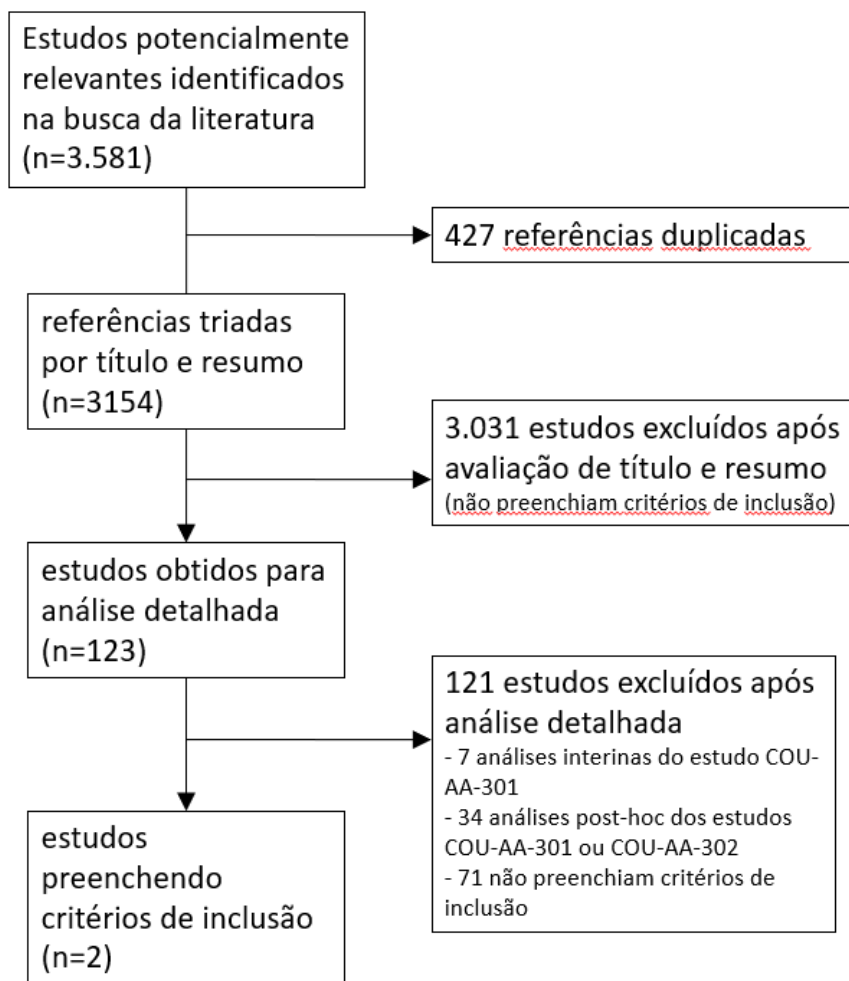 Estudos potencialmente
relevantes identificados
na busca da literatura
(n=3.581)
427 referências duplicadas
referências triadas
por título e resumo
(n=3154)
3.031 estudos excluídos após
avaliação de título e resumo
(não preenchiam critérios de inclusão)
estudos obtidos para
análise detalhada
(n=123)
121 estudos excluídos após
análise detalhada
- 7 análises interinas do estudo COU-
AA-301
- 34 análises post-hoc dos estudos
COU-AA-301 ou COU-AA-302
- 71 não preenchiam critérios de
inclusão
estudos
preenchendo
critérios de inclusão
(n=2)